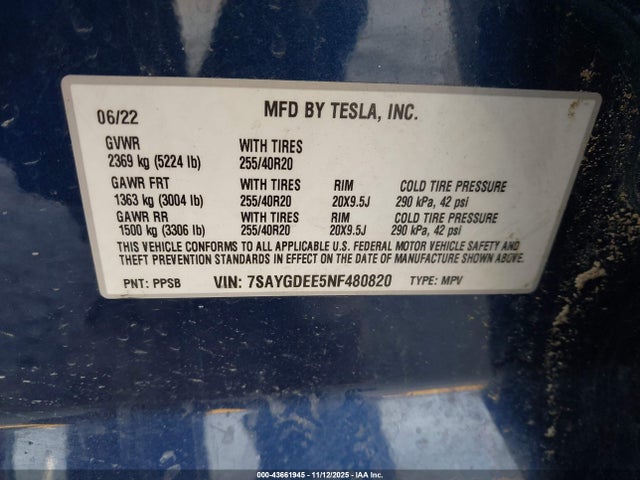 06/22 MFD BY TESLA, INC.
GVWR WITH TIRES
2369 kg (5224 lb) 255/40R20
GAWR FRT WITH TIRES RIM COLD TIRE PRESSURE
1363 kg (3004 lb) 255/40R20 20X9.5J 290 kPa, 42 psi
GAWR RR WITH TIRES RIM COLD TIRE PRESSURE
1500 kg (3306 lb) 255/40R20 20X9.5J 290 kPa, 42 psi
THIS VEHICLE CONFORMS TO ALL APPLICABLE U.S. FEDERAL MOTOR VEHICLE SAFETY AND
THEFT PREVENTION STANDARDS IN EFFECT ON THE DATE OF MANUFACTURE SHOWN ABOVE.
PNT: PPSB VIN: 7SAYGDEE5NF480820 TYPE: MPV
000-43661945 - 11/12/2025 - IAA Inc.